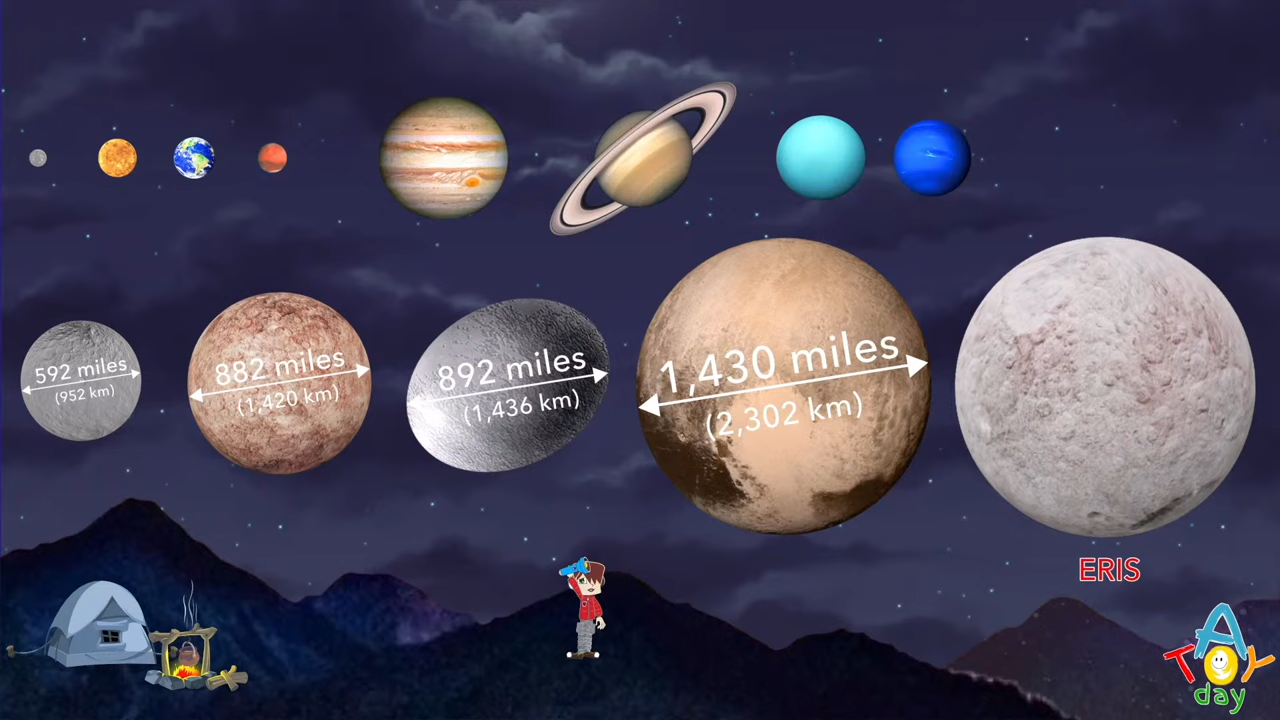 592 miles
(952 km)
882 miles
(1,420 km)
892 miles
(1,436 km)
1,430 miles
(2,302 km)
ERIS
A
TOY
day